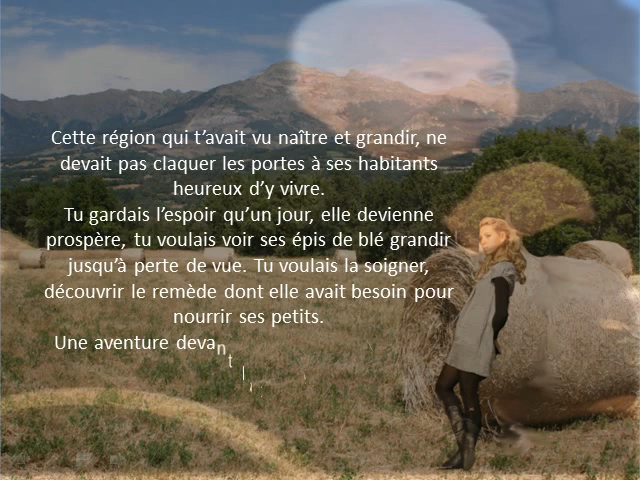 Cette région qui t’avait vu naître et grandir, ne
devait pas claquer les portes à ses habitants
heureux d’y vivre.
Tu gardais l’espoir qu’un jour, elle devienne
prospère, tu voulais voir ses épis de blé grandir
jusqu’à perte de vue. Tu voulais la soigner,
découvrir le remède dont elle avait besoin pour
nourrir ses petits.
Une aventure devant